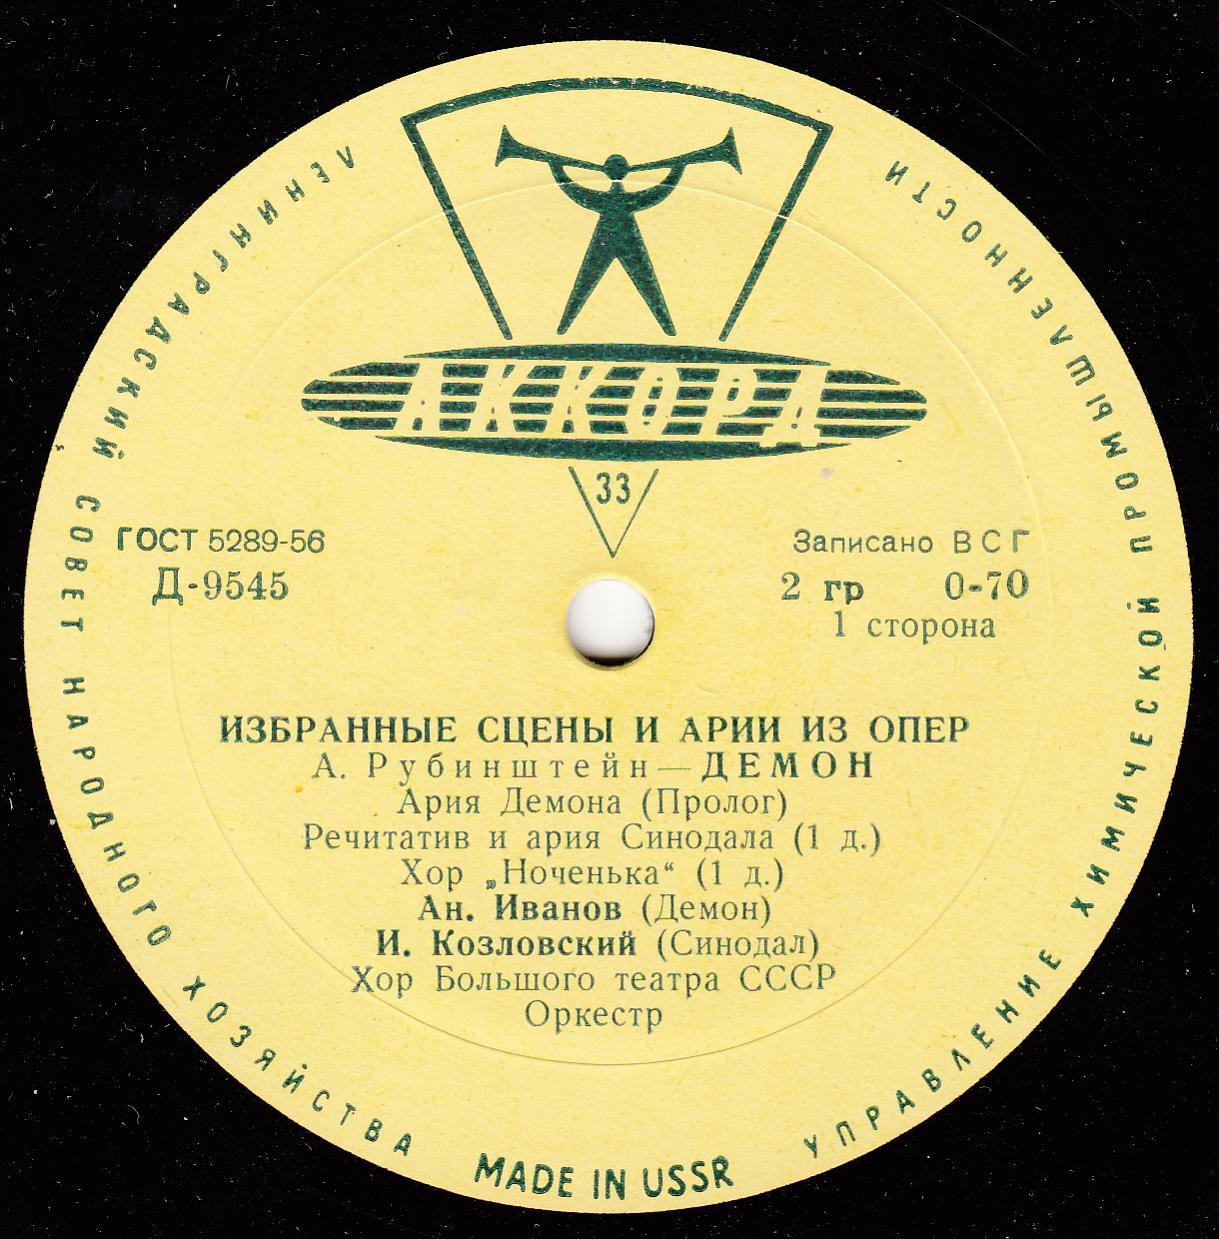 АККОРД
33
ГОСТ 5289-56
Д-9545
Записано ВСГ
2 гр 0-70
1 сторона
ИЗБРАННЫЕ СЦЕНЫ И АРИИ ИЗ ОПЕР
А. Рубинштейн — ДЕМОН
Ария Демона (Пролог)
Речитатив и ария Синодала (1 д.)
Хор „Ноченька“ (1 д.)
Ан. Иванов (Демон)
И. Козловский (Синодал)
Хор Большого театра СССР
Оркестр
ЛЕНИНГРАДСКИЙ СОВЕТ НАРОДНОГО ХОЗЯЙСТВА
УПРАВЛЕНИЕ ХИМИЧЕСКОЙ ПРОМЫШЛЕННОСТИ
MADE IN USSR